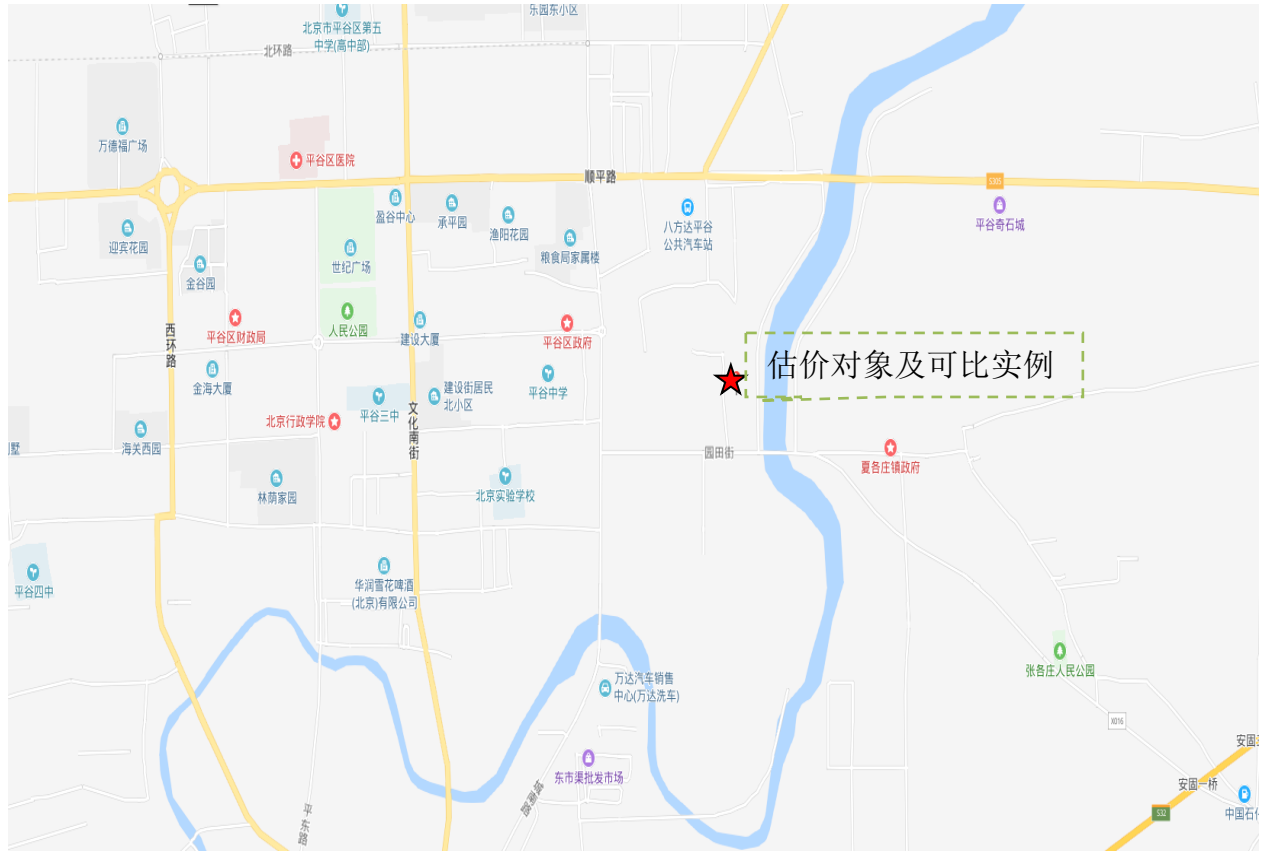 乐园东小区
北京市平谷区第五
中学(高中部)
北环路
万德福广场
平谷区医院
顺平路
S305
盈谷中心
承平园
渔阳花园
八方达平谷
公共汽车站
平谷奇石城
迎宾花园
粮食局家属楼
世纪广场
金谷园
平谷区财政局
人民公园
建设大厦
平谷区政府
西环路
估价对象及可比实例
金海大厦
平谷三中
建设街居民
北小区
平谷中学
文化南街
北京行政学院
海关西园
墅
园田街
夏各庄镇政府
林荫家园
北京实验学校
平谷四中
华润雪花啤酒
(北京)有限公司
张各庄人民公园
万达汽车销售
中心(万达洗车)
X016
安固
东市渠批发市场
安固一桥
平东路
S32
中国石